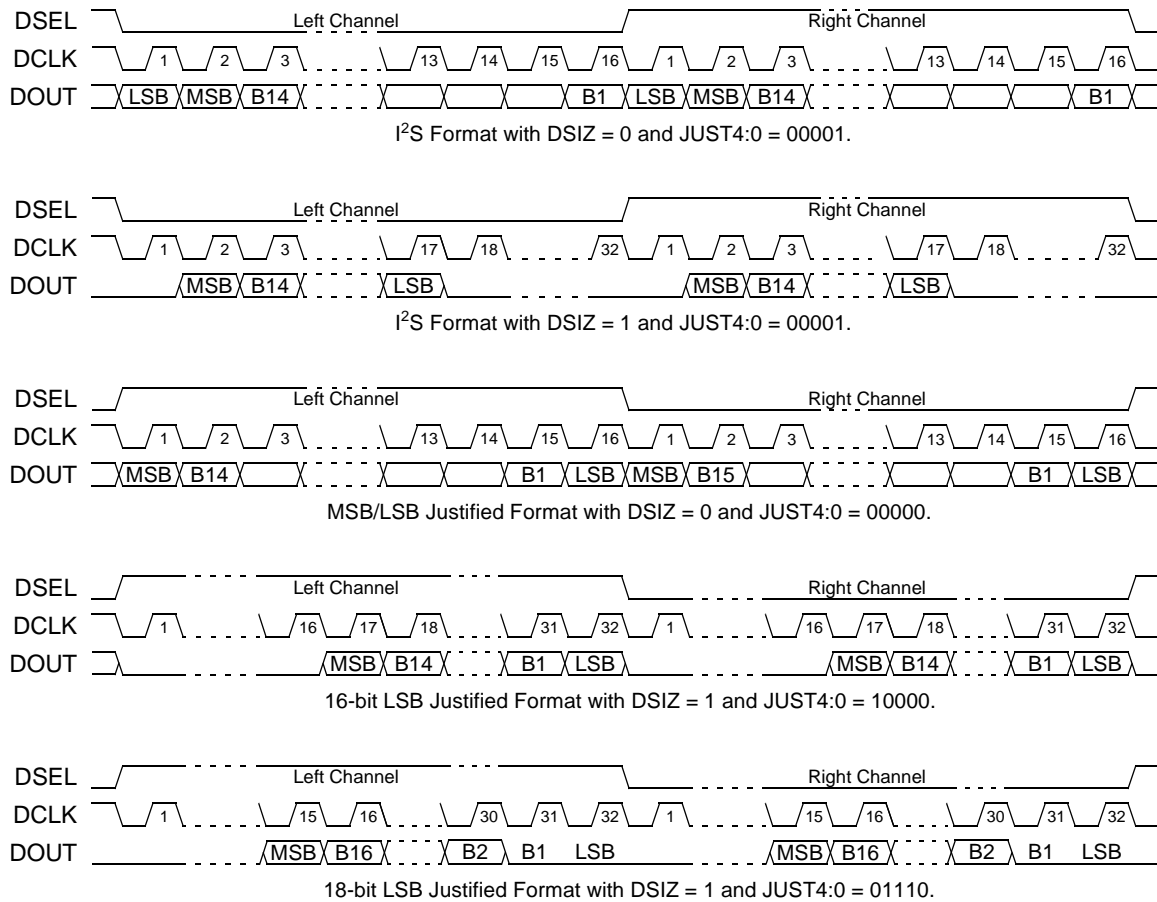 DSEL Left Channel Right Channel
DCLK 1 2 3 13 14 15 16 1 2 3 13 14 15 16
DOUT LSB MSB B14 B1 LSB MSB B14 B1
I²S Format with DSIZ = 0 and JUST4:0 = 00001.
DSEL Left Channel Right Channel
DCLK 1 2 3 17 18 32 1 2 3 17 18 32
DOUT MSB B14 LSB MSB B14 LSB
I²S Format with DSIZ = 1 and JUST4:0 = 00001.
DSEL Left Channel Right Channel
DCLK 1 2 3 13 14 15 16 1 2 3 13 14 15 16
DOUT MSB B14 B1 LSB MSB B15 B1 LSB
MSB/LSB Justified Format with DSIZ = 0 and JUST4:0 = 00000.
DSEL Left Channel Right Channel
DCLK 1 16 17 18 31 32 1 16 17 18 31 32
DOUT MSB B14 B1 LSB MSB B14 B1 LSB
16-bit LSB Justified Format with DSIZ = 1 and JUST4:0 = 10000.
DSEL Left Channel Right Channel
DCLK 1 15 16 30 31 32 1 15 16 30 31 32
DOUT MSB B16 B2 B1 LSB MSB B16 B2 B1 LSB
18-bit LSB Justified Format with DSIZ = 1 and JUST4:0 = 01110.